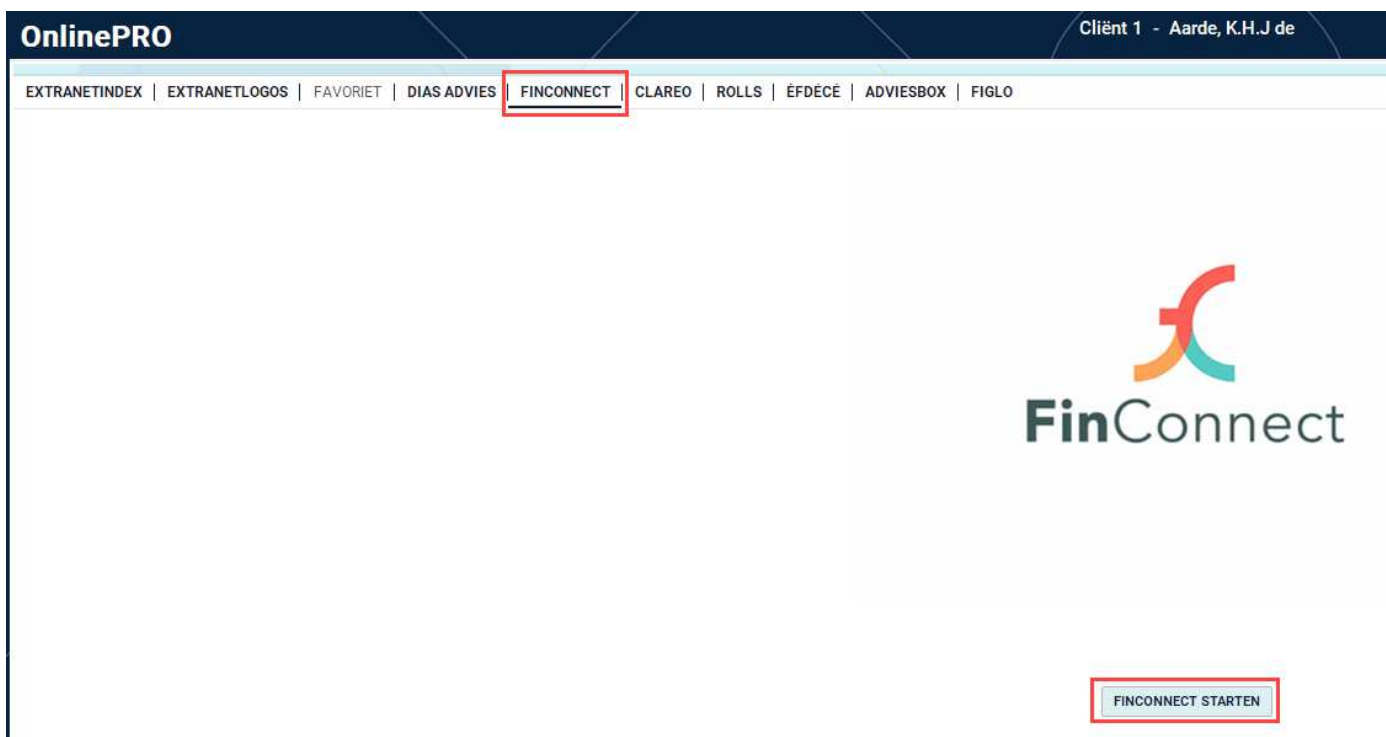 OnlinePRO
Cliënt 1 - Aarde, K.H.J de
EXTRANETINDEX | EXTRANETLOGOS | FAVORIET | DIAS ADVIES | FINCONNECT | CLAREO | ROLLS | ÉFDÉCÉ | ADVIESBOX | FIGLO
FinConnect
FINCONNECT STARTEN